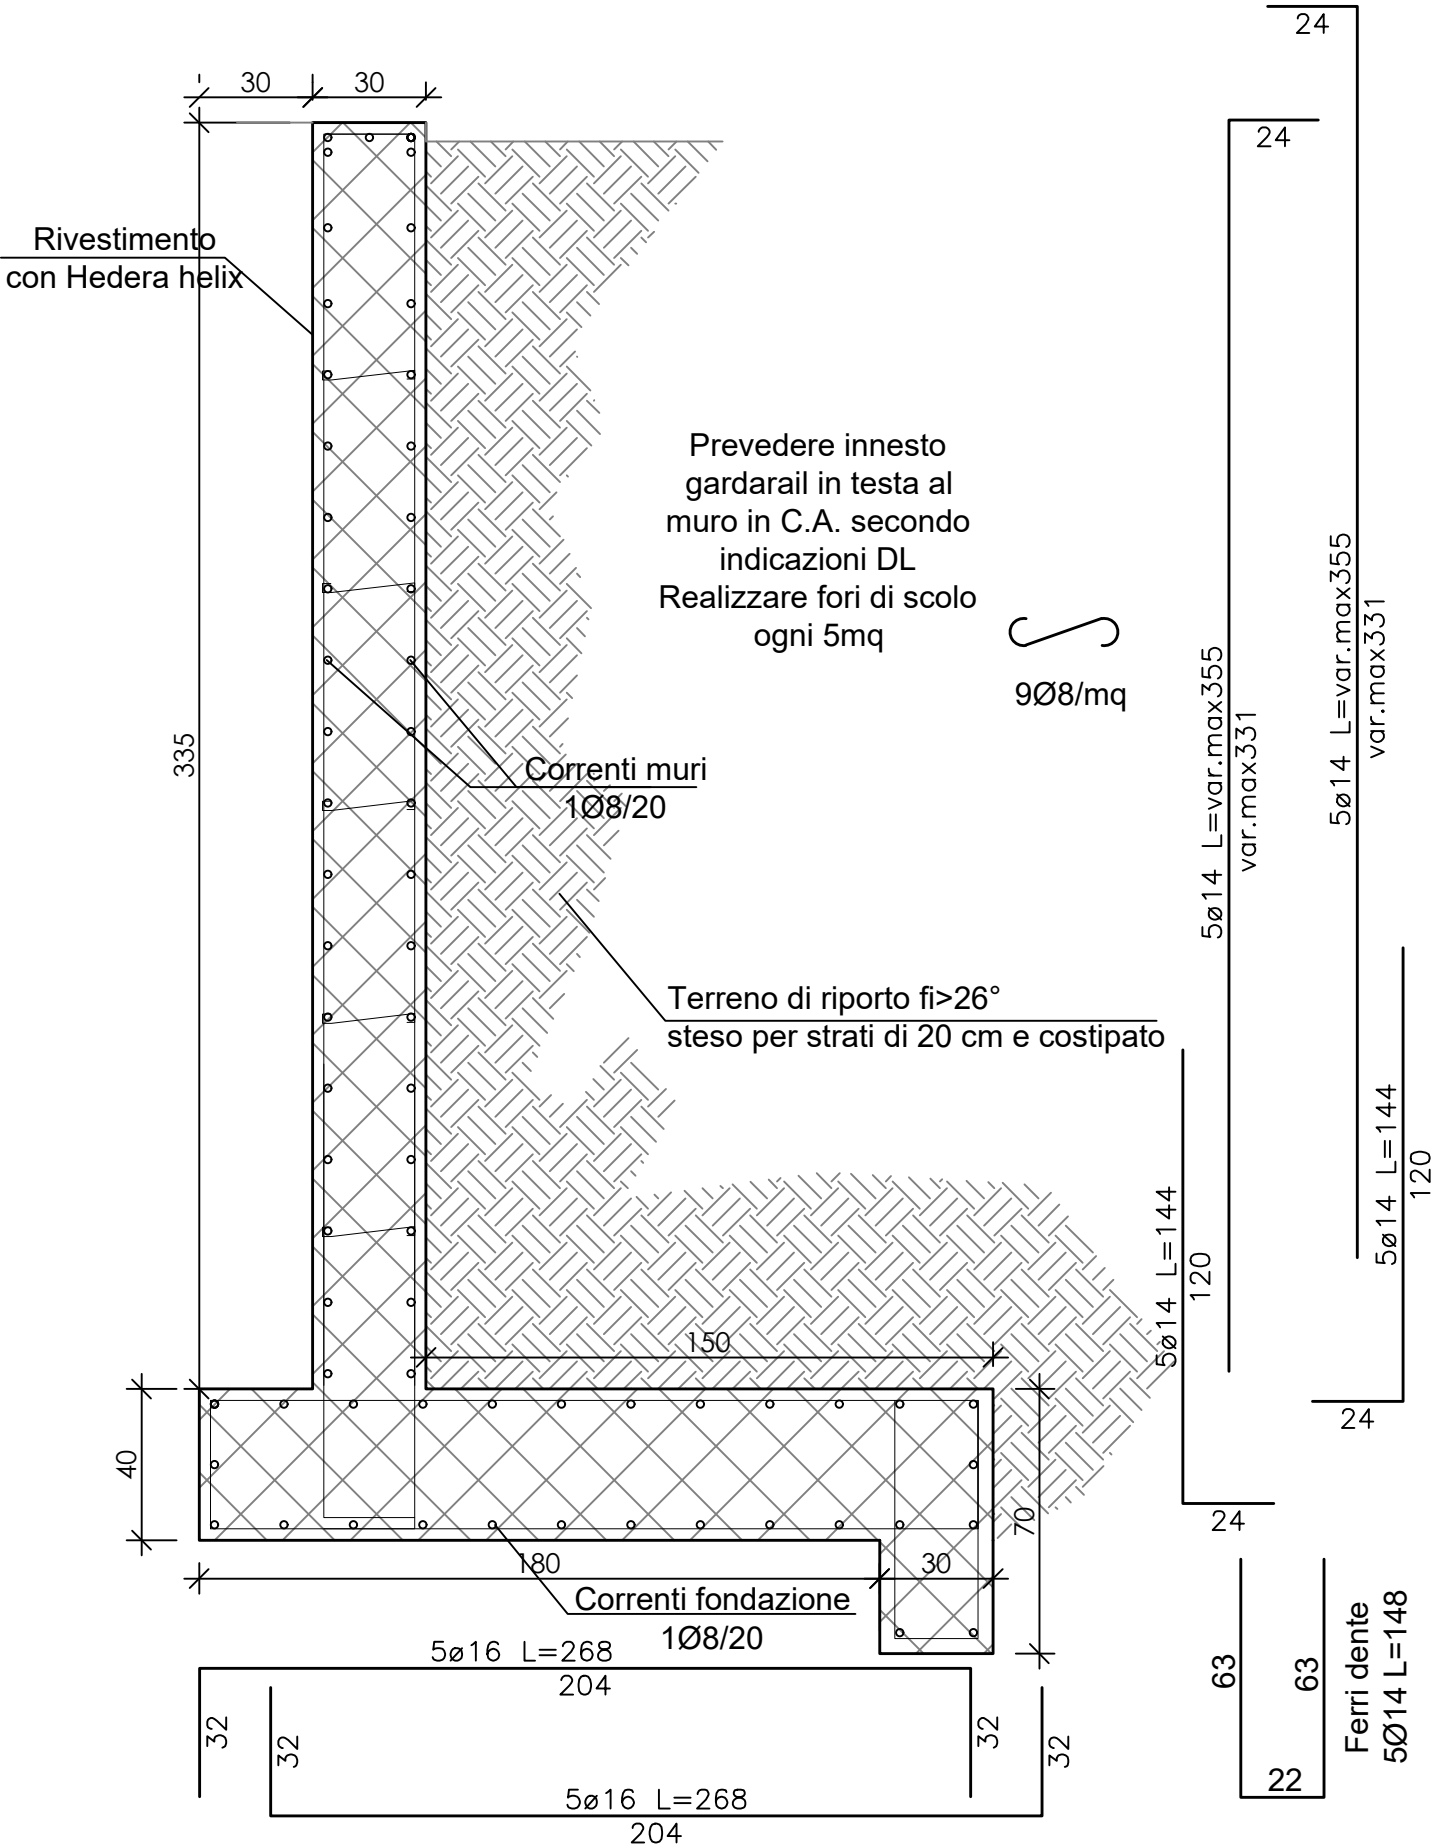 24
30
30
24
Rivestimento
con Hedera helix
Prevedere innesto
gardarail in testa al
muro in C.A. secondo
indicazioni DL
Realizzare fori di scolo
ogni 5mq
9Ø8/mq
5ø14 L=var.max355
var.max331
5ø14 L=var.max355
var.max331
335
Correnti muri
1Ø8/20
Terreno di riporto fi>26°
steso per strati di 20 cm e costipato
5ø14 L=144
120
5ø14 L=144
120
150
24
40
70
24
180
30
Correnti fondazione
1Ø8/20
5ø16 L=268
204
32
32
32
32
5ø16 L=268
204
63
63
22
Ferri dente
5Ø14 L=148